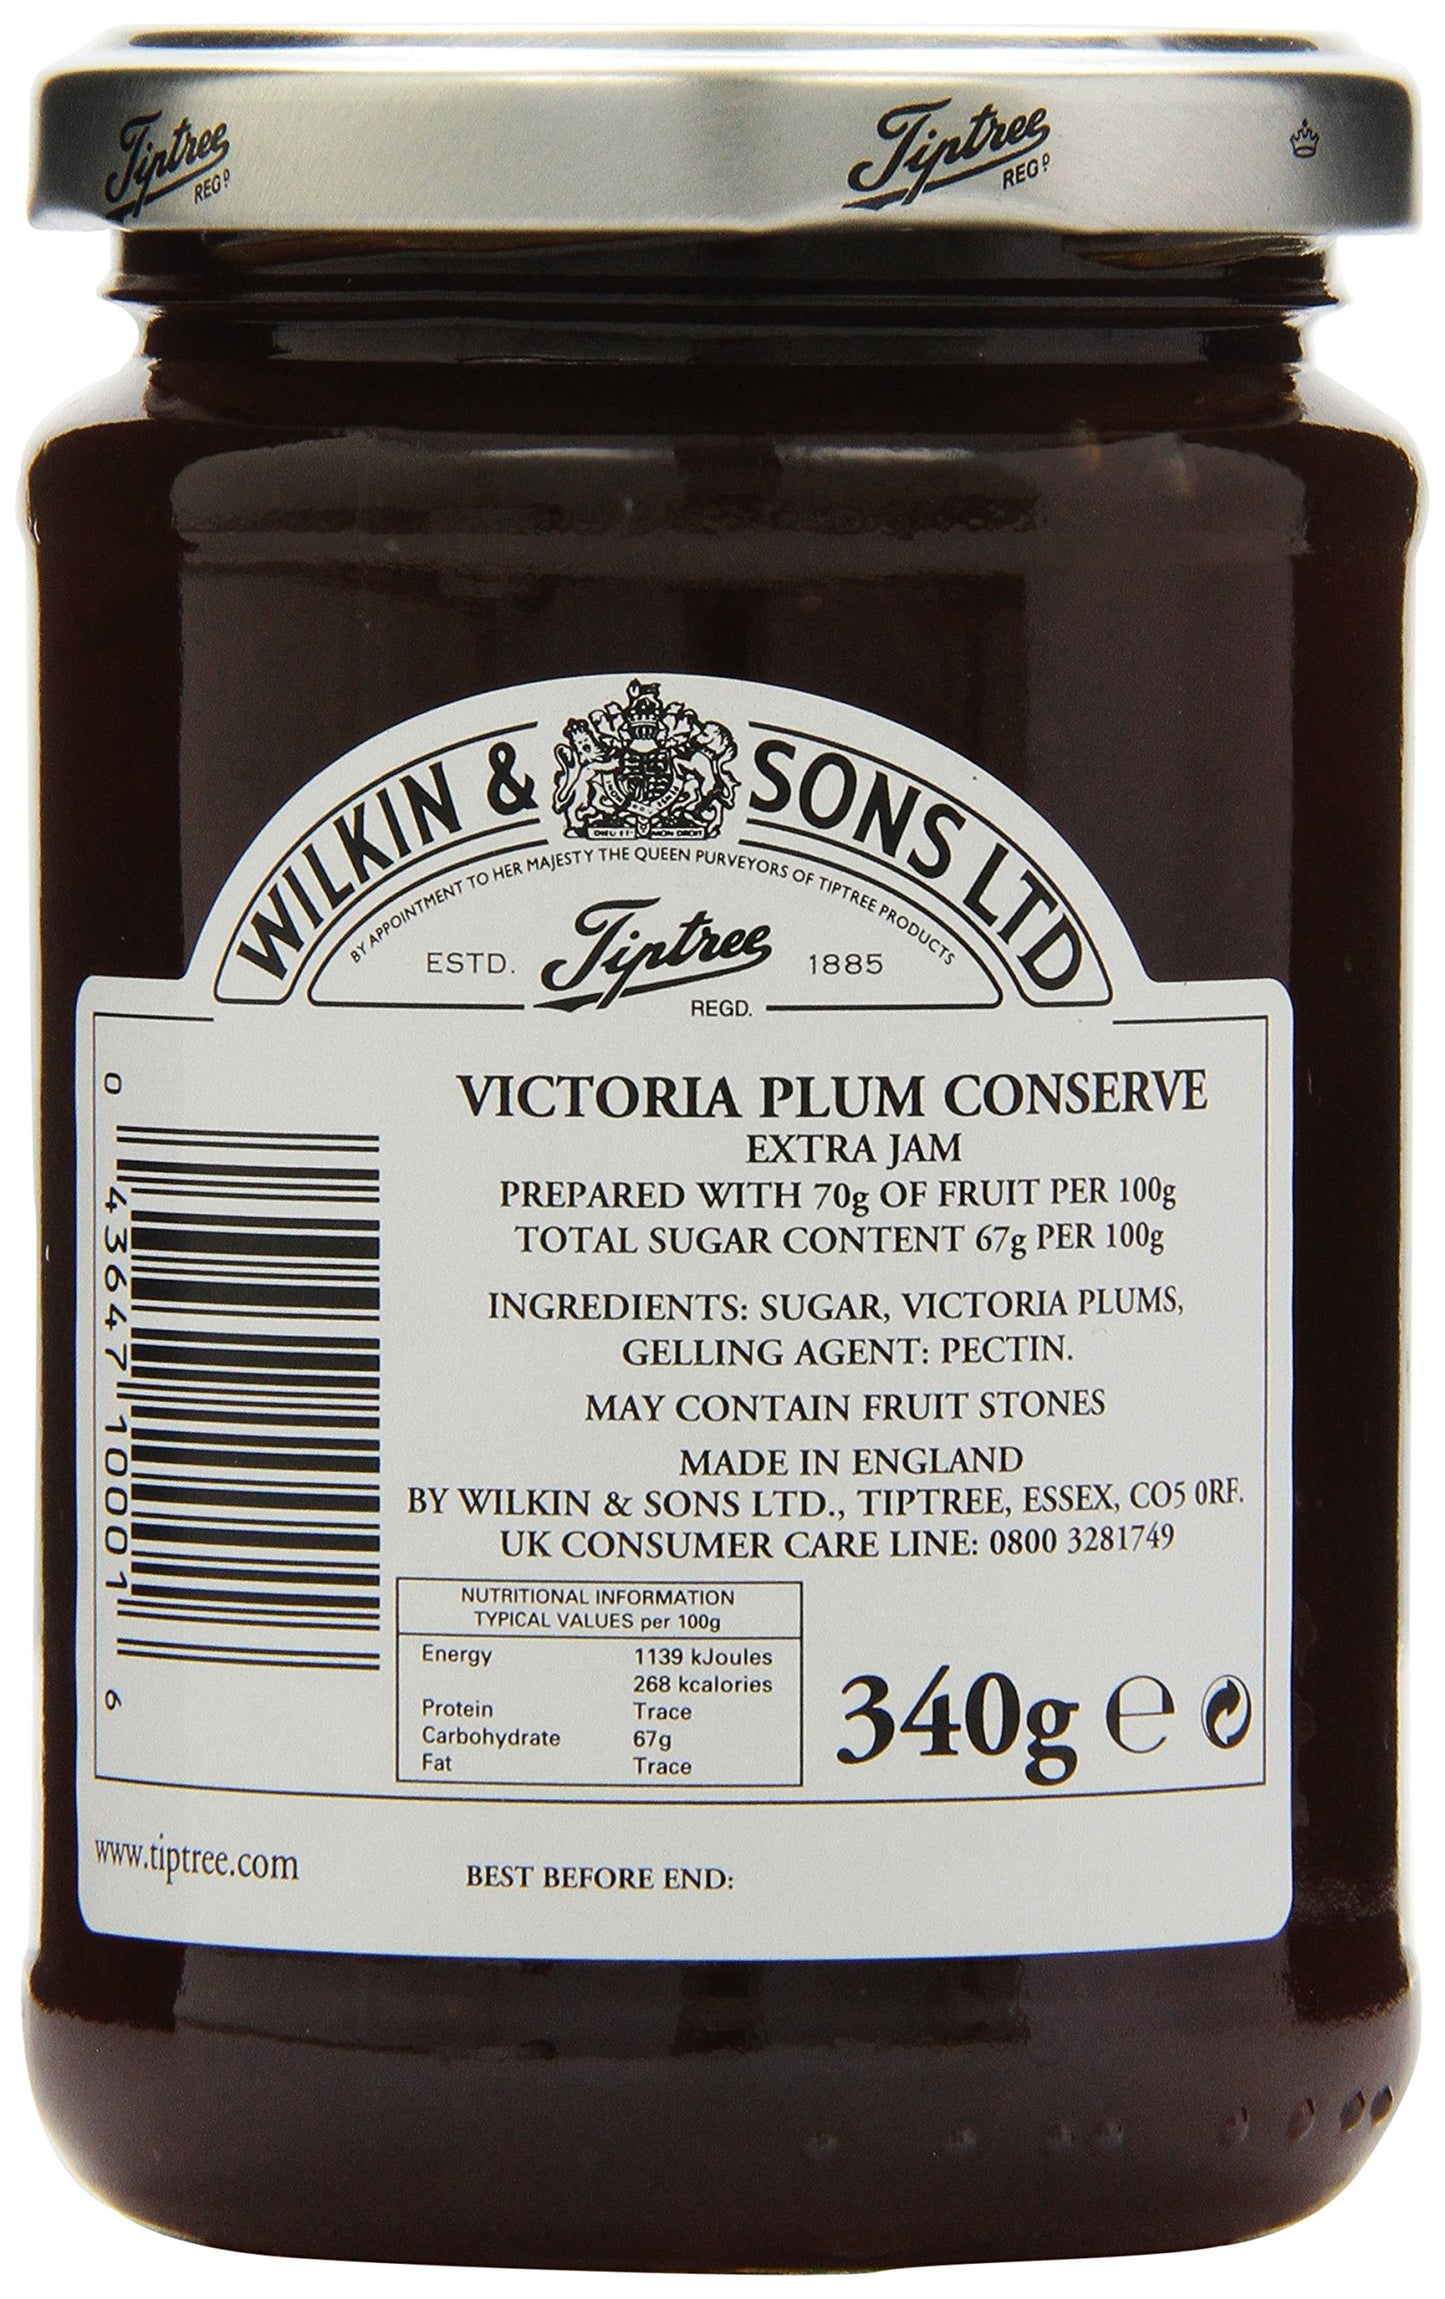 Tiptree
REGD
Tiptree
REGD
WILKIN & SONS LTD
DIEU ET MON DROIT
BY APPOINTMENT TO HER MAJESTY THE QUEEN PURVEYORS OF TIPTREE PRODUCTS
ESTD. Tiptree 1885
REGD.
VICTORIA PLUM CONSERVE
EXTRA JAM
PREPARED WITH 70g OF FRUIT PER 100g
TOTAL SUGAR CONTENT 67g PER 100g
INGREDIENTS: SUGAR, VICTORIA PLUMS,
GELLING AGENT: PECTIN.
MAY CONTAIN FRUIT STONES
MADE IN ENGLAND
BY WILKIN & SONS LTD., TIPTREE, ESSEX, CO5 0RF.
UK CONSUMER CARE LINE: 0800 3281749
0 43647 10001 6
NUTRITIONAL INFORMATION
TYPICAL VALUES per 100g
Energy 1139 kJoules
268 kcalories
Protein Trace
Carbohydrate 67g
Fat Trace
340g e
www.tiptree.com
BEST BEFORE END: